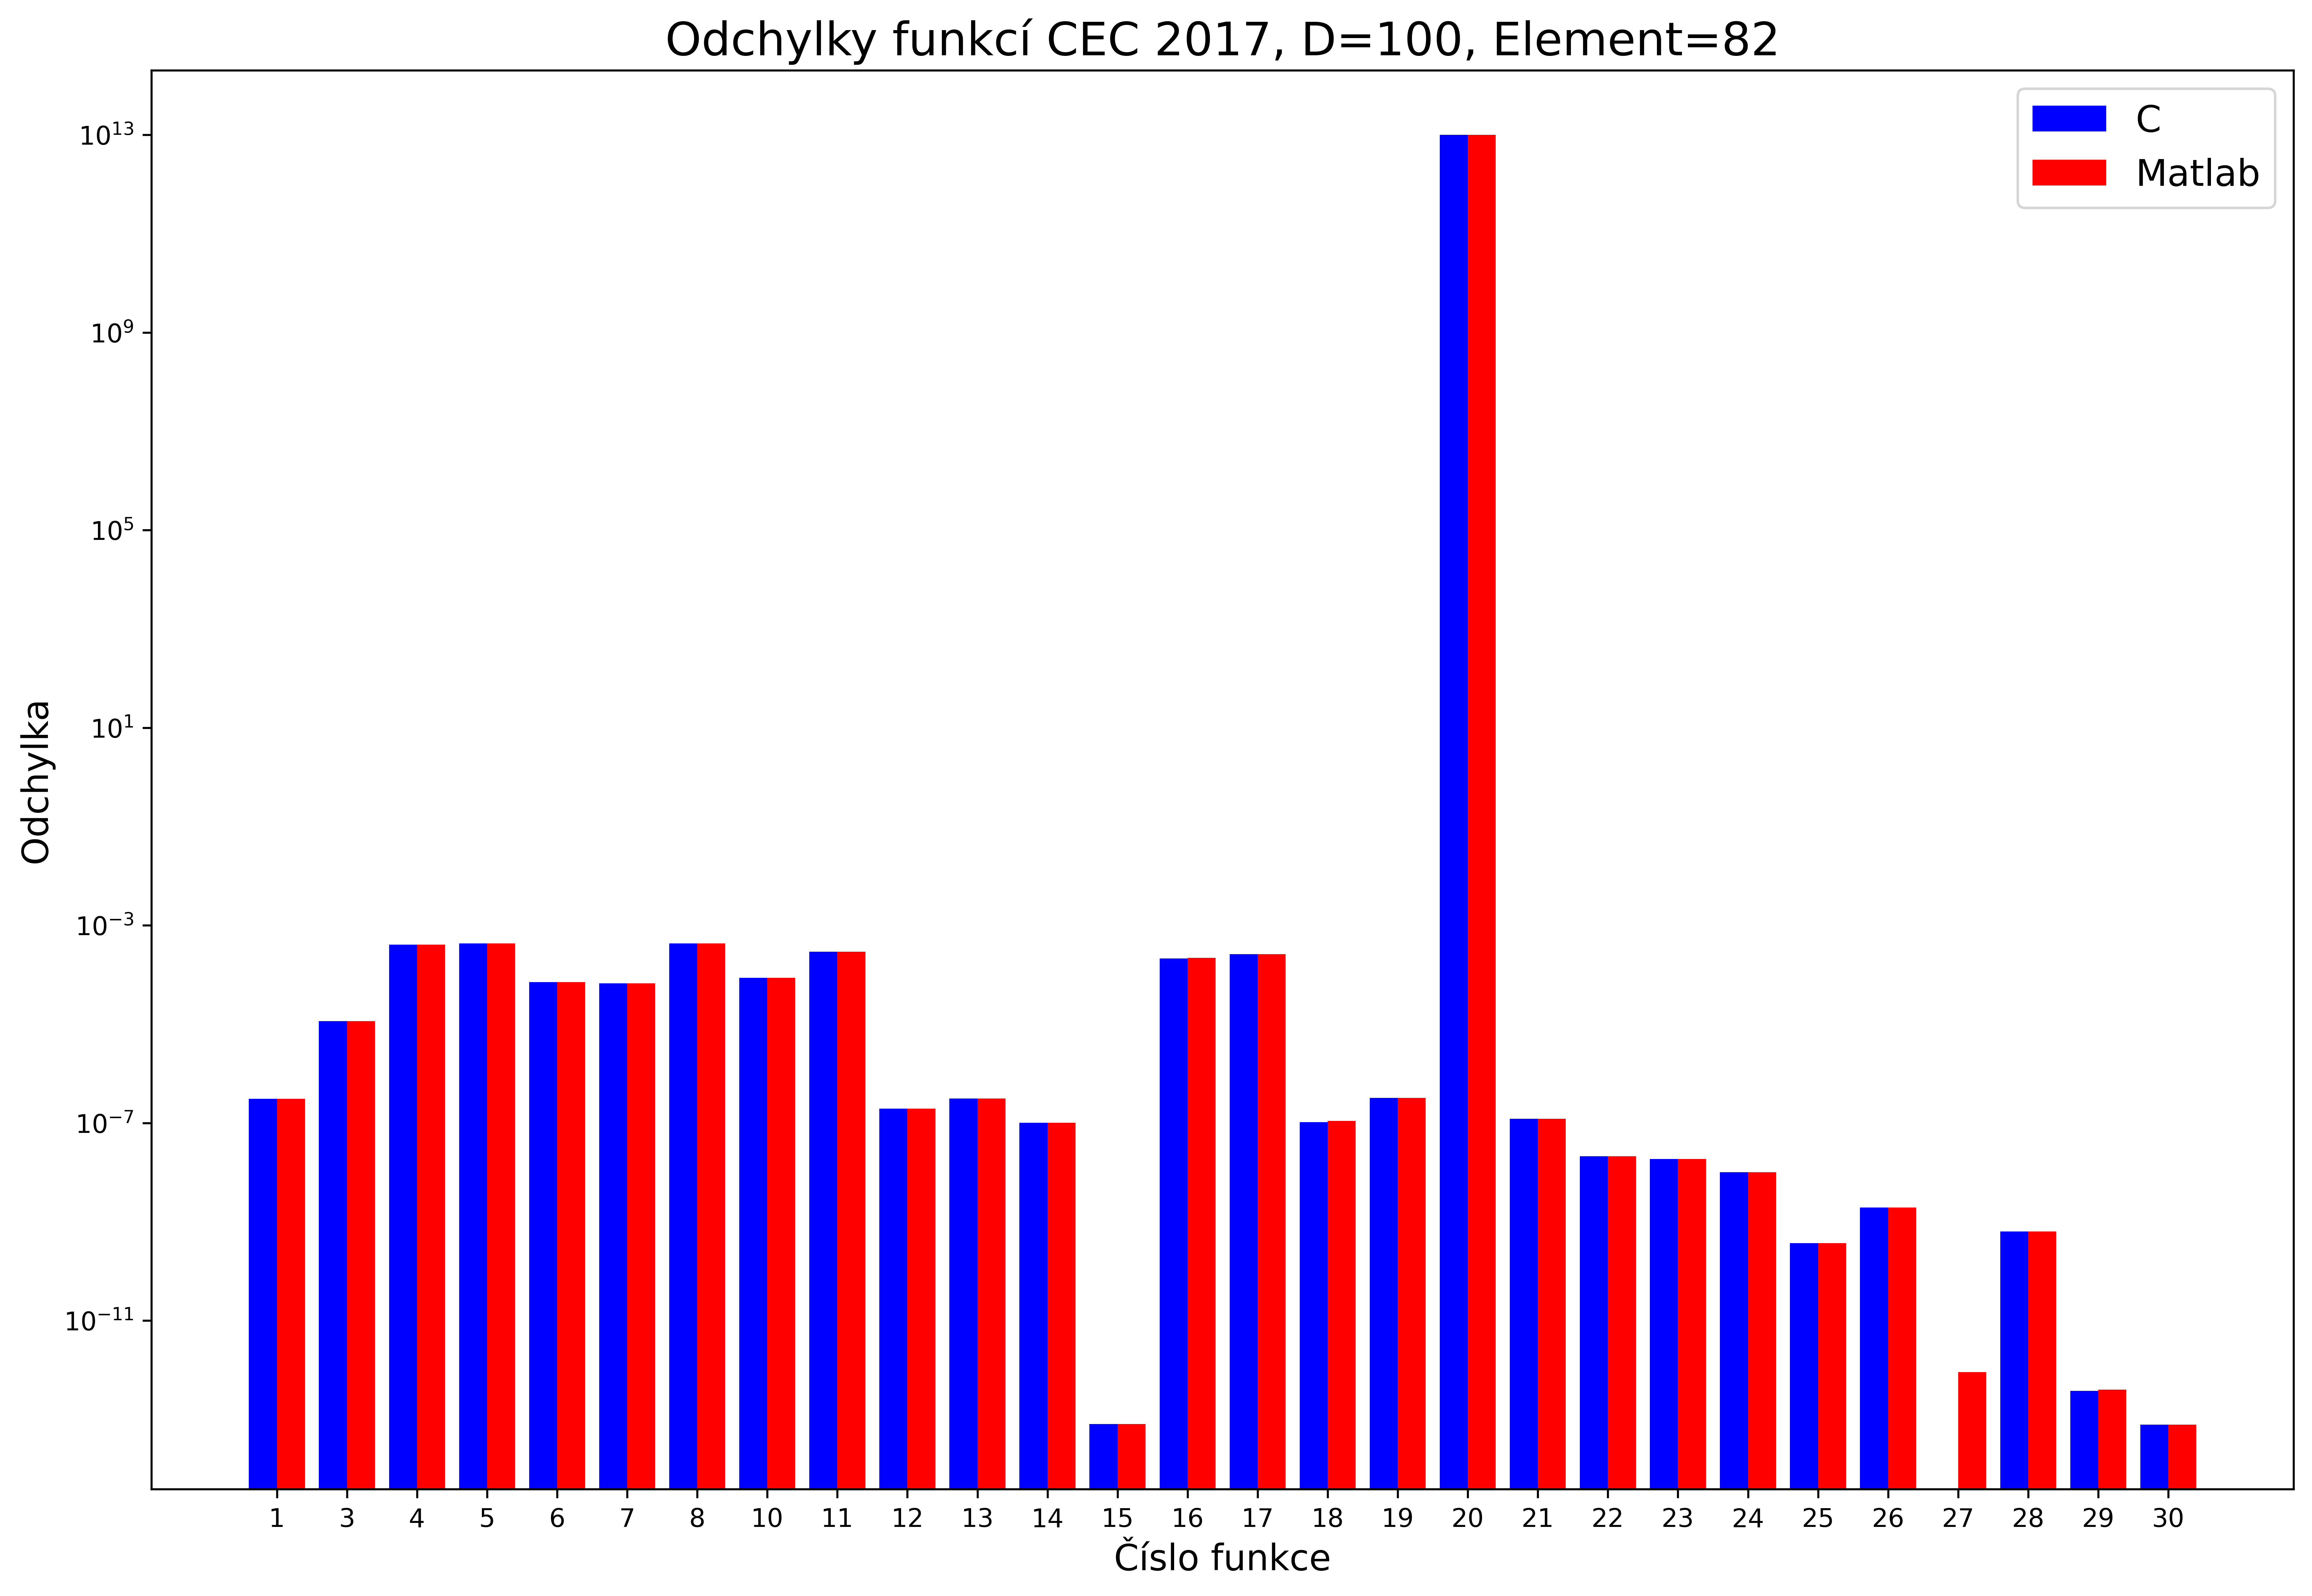 Odchylky funkcí CEC 2017, D=100, Element=82
C
Matlab
10^13
10^9
10^5
10^1
10^−3
10^−7
10^−11
Odchylka
1 3 4 5 6 7 8 10 11 12 13 14 15 16 17 18 19 20 21 22 23 24 25 26 27 28 29 30
Číslo funkce